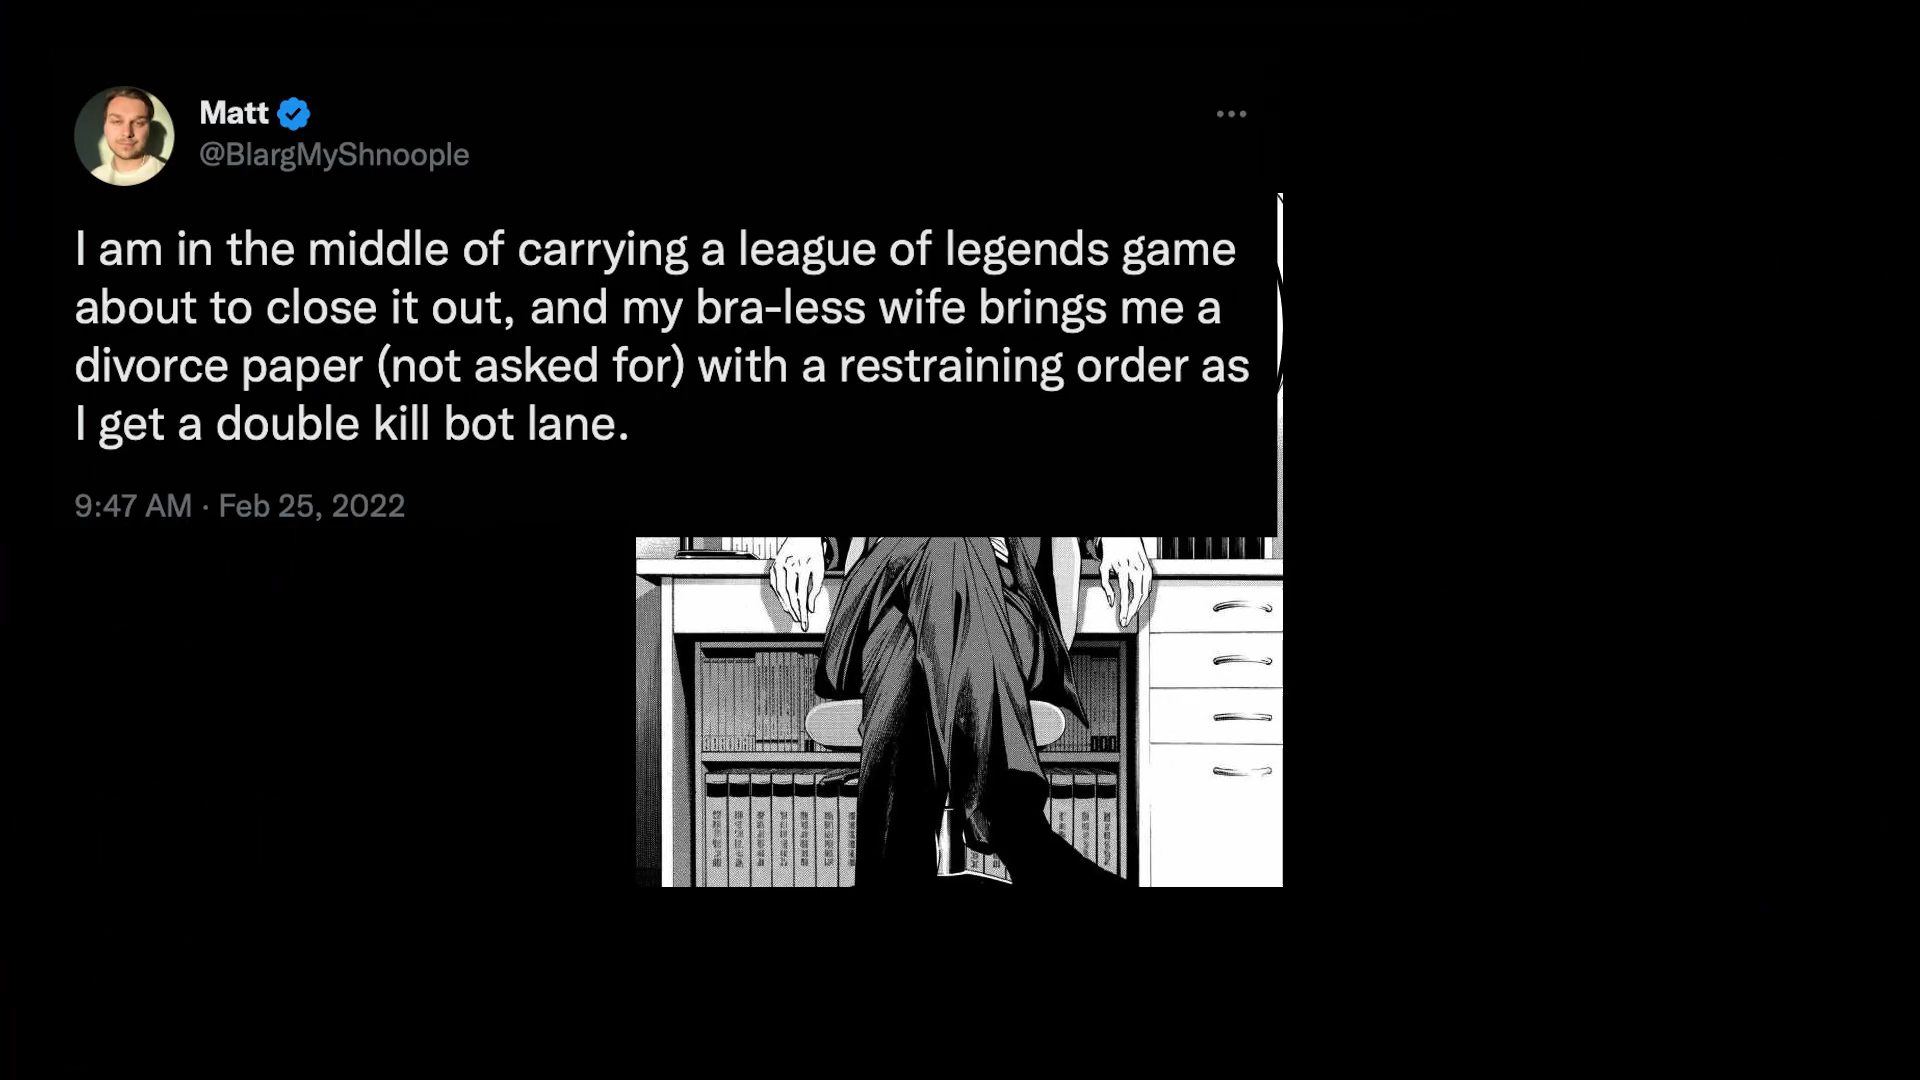 Matt
@BlargMyShnoople
I am in the middle of carrying a league of legends game
about to close it out, and my bra-less wife brings me a
divorce paper (not asked for) with a restraining order as
I get a double kill bot lane.
9:47 AM · Feb 25, 2022